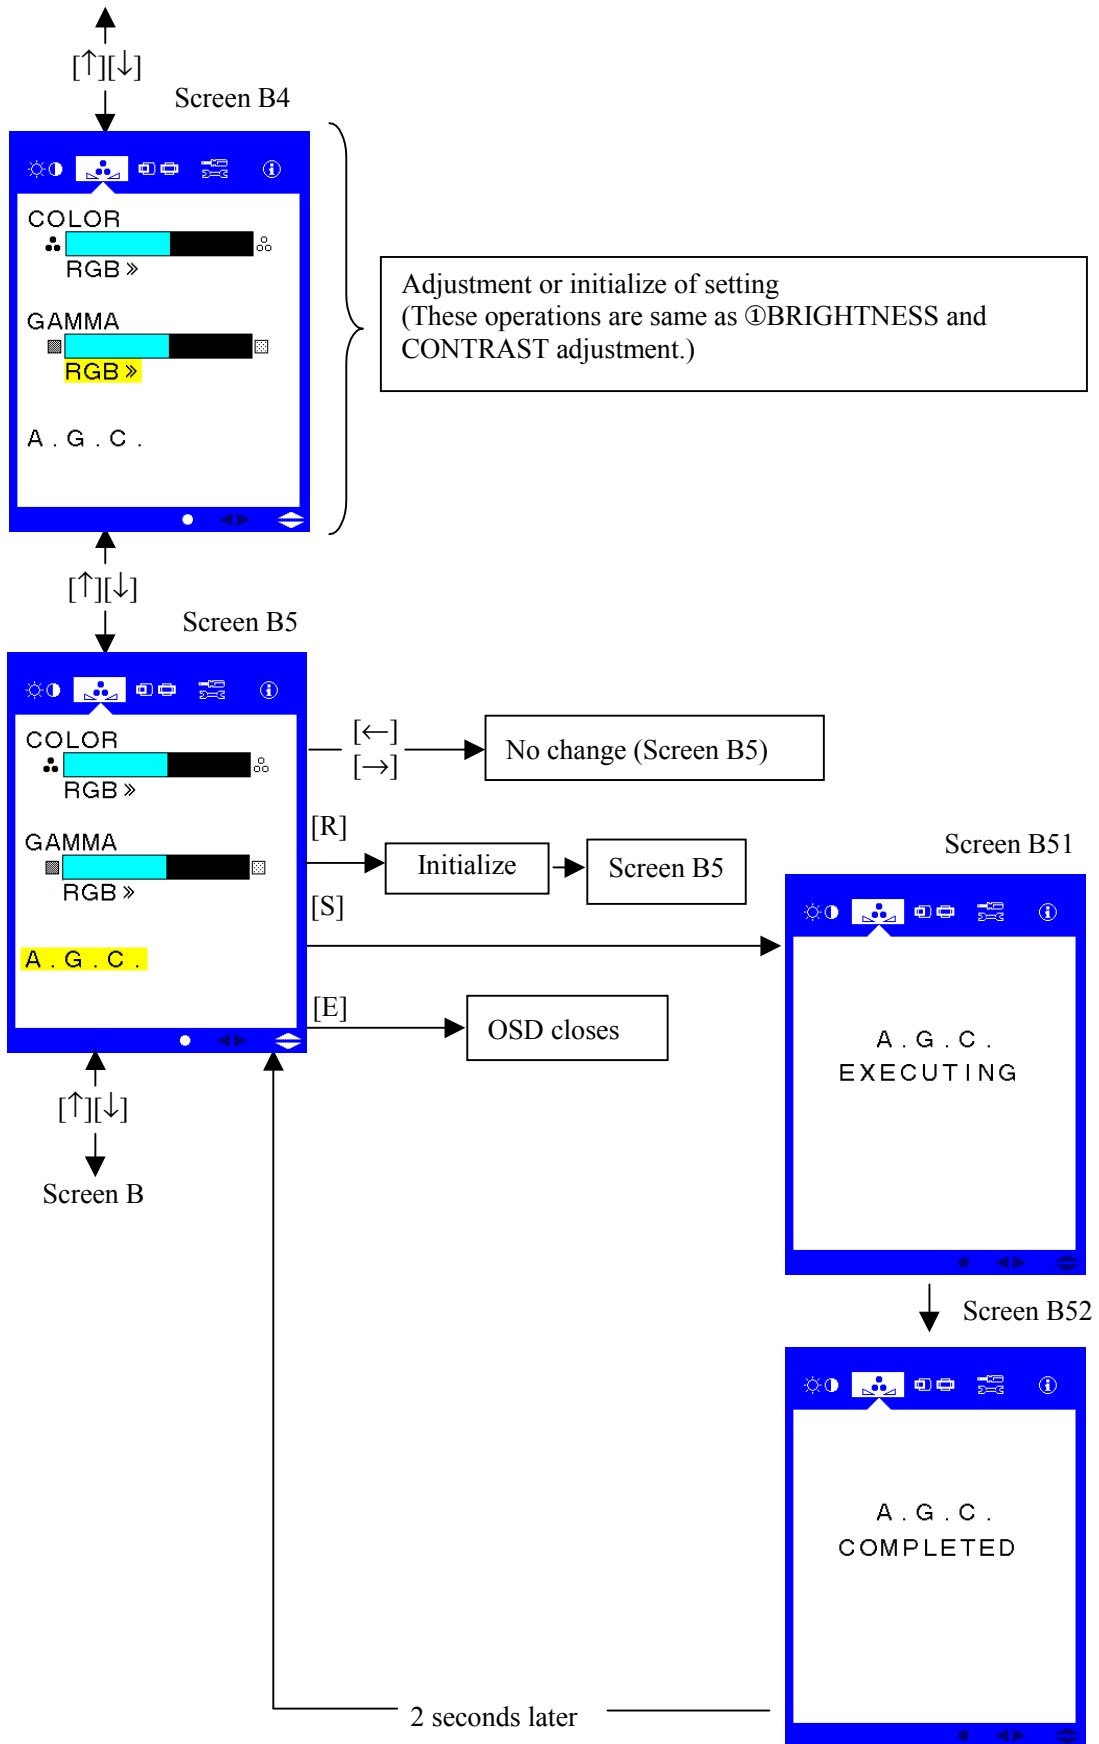 [↑][↓]
Screen B4
COLOR
RGB »
GAMMA
RGB »
A.G.C.
Adjustment or initialize of setting
(These operations are same as ①BRIGHTNESS and
CONTRAST adjustment.)
[↑][↓]
Screen B5
COLOR
RGB »
GAMMA
RGB »
A.G.C.
[←]
[→]
No change (Screen B5)
[R]
Initialize
Screen B5
[S]
[E]
OSD closes
Screen B51
A.G.C.
EXECUTING
[↑][↓]
Screen B
Screen B52
A.G.C.
COMPLETED
2 seconds later